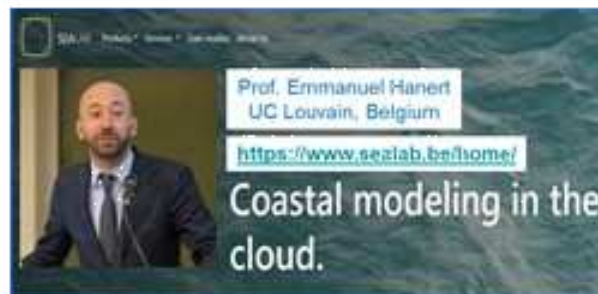 Prof. Emmanuel Hanert
UC Louvain, Belgium
https://www.sealab.be/home/
Coastal modeling in the
cloud.